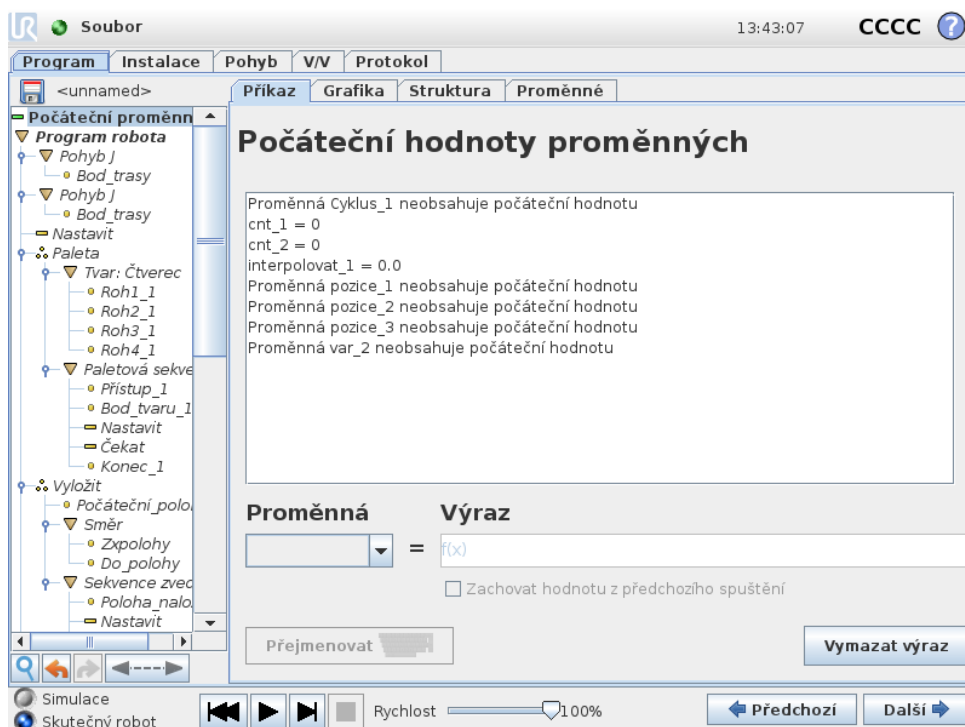 UR Soubor 13:43:07 CCCC ?
Program Instalace Pohyb V/V Protokol
<unnamed> Příkaz Grafika Struktura Proměnné
Počáteční proměnn
Program robota
Pohyb J
Bod_trasy
Pohyb J
Bod_trasy
Nastavit
Paleta
Tvar: Čtverec
Roh1_1
Roh2_1
Roh3_1
Roh4_1
Paletová sekve
Přístup_1
Bod_tvaru_1
Nastavit
Čekat
Konec_1
Vyložit
Počáteční_polo
Směr
Zxpolohy
Do_polohy
Sekvence zved
Poloha_nalo
Nastavit
Počáteční hodnoty proměnných
Proměnná Cyklus_1 neobsahuje počáteční hodnotu
cnt_1 = 0
cnt_2 = 0
interpolovat_1 = 0.0
Proměnná pozice_1 neobsahuje počáteční hodnotu
Proměnná pozice_2 neobsahuje počáteční hodnotu
Proměnná pozice_3 neobsahuje počáteční hodnotu
Proměnná var_2 neobsahuje počáteční hodnotu
Proměnná Výraz
= f(x)
Zachovat hodnotu z předchozího spuštění
Přejmenovat Vymazat výraz
Simulace
Skutečný robot
Rychlost 100% Předchozí Další